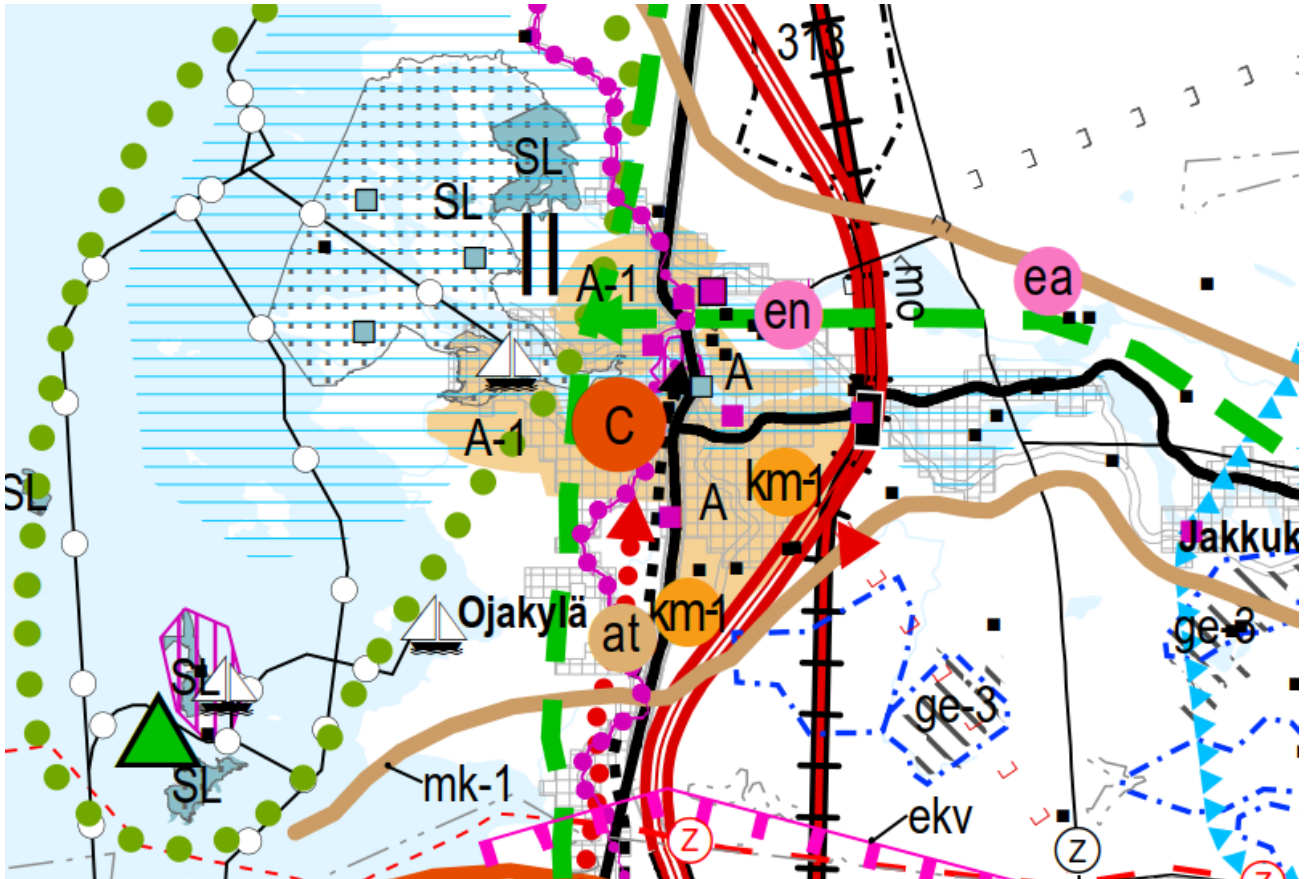 313
SL
SL
A-1
mo
ea
en
A
C
A-1
km-1
SL
A
Jakkuk
Ojakylä
km-1
at
ge-3
SL
ge-3
mk-1
SL
ekv
z
z
z